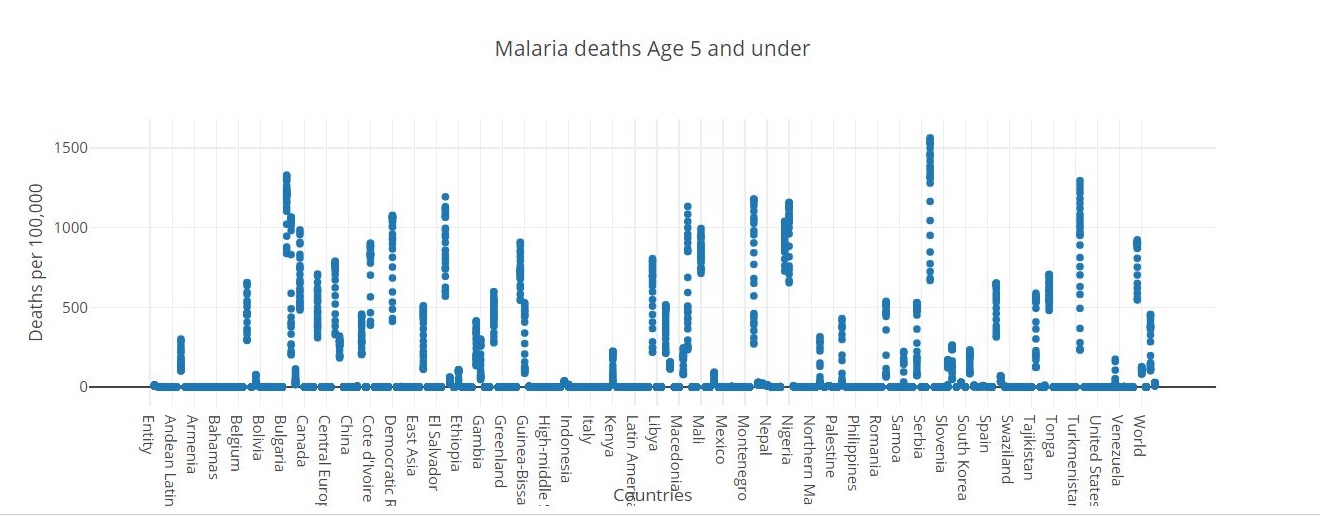 Malaria deaths Age 5 and under
Deaths per 100,000
1500
1000
500
0
Entity
Andean Latin
Armenia
Bahamas
Belgium
Bolivia
Bulgaria
Canada
Central Europ
China
Cote d'Ivoire
Democratic R
East Asia
El Salvador
Ethiopia
Gambia
Greenland
Guinea-Bissa
High-middle
Indonesia
Italy
Kenya
Latin America
Libya
Macedonia
Mali
Mexico
Montenegro
Nepal
Nigeria
Northern Ma
Palestine
Philippines
Romania
Samoa
Serbia
Slovenia
South Korea
Spain
Swaziland
Tajikistan
Tonga
Turkmenistan
United States
Venezuela
World
Countries